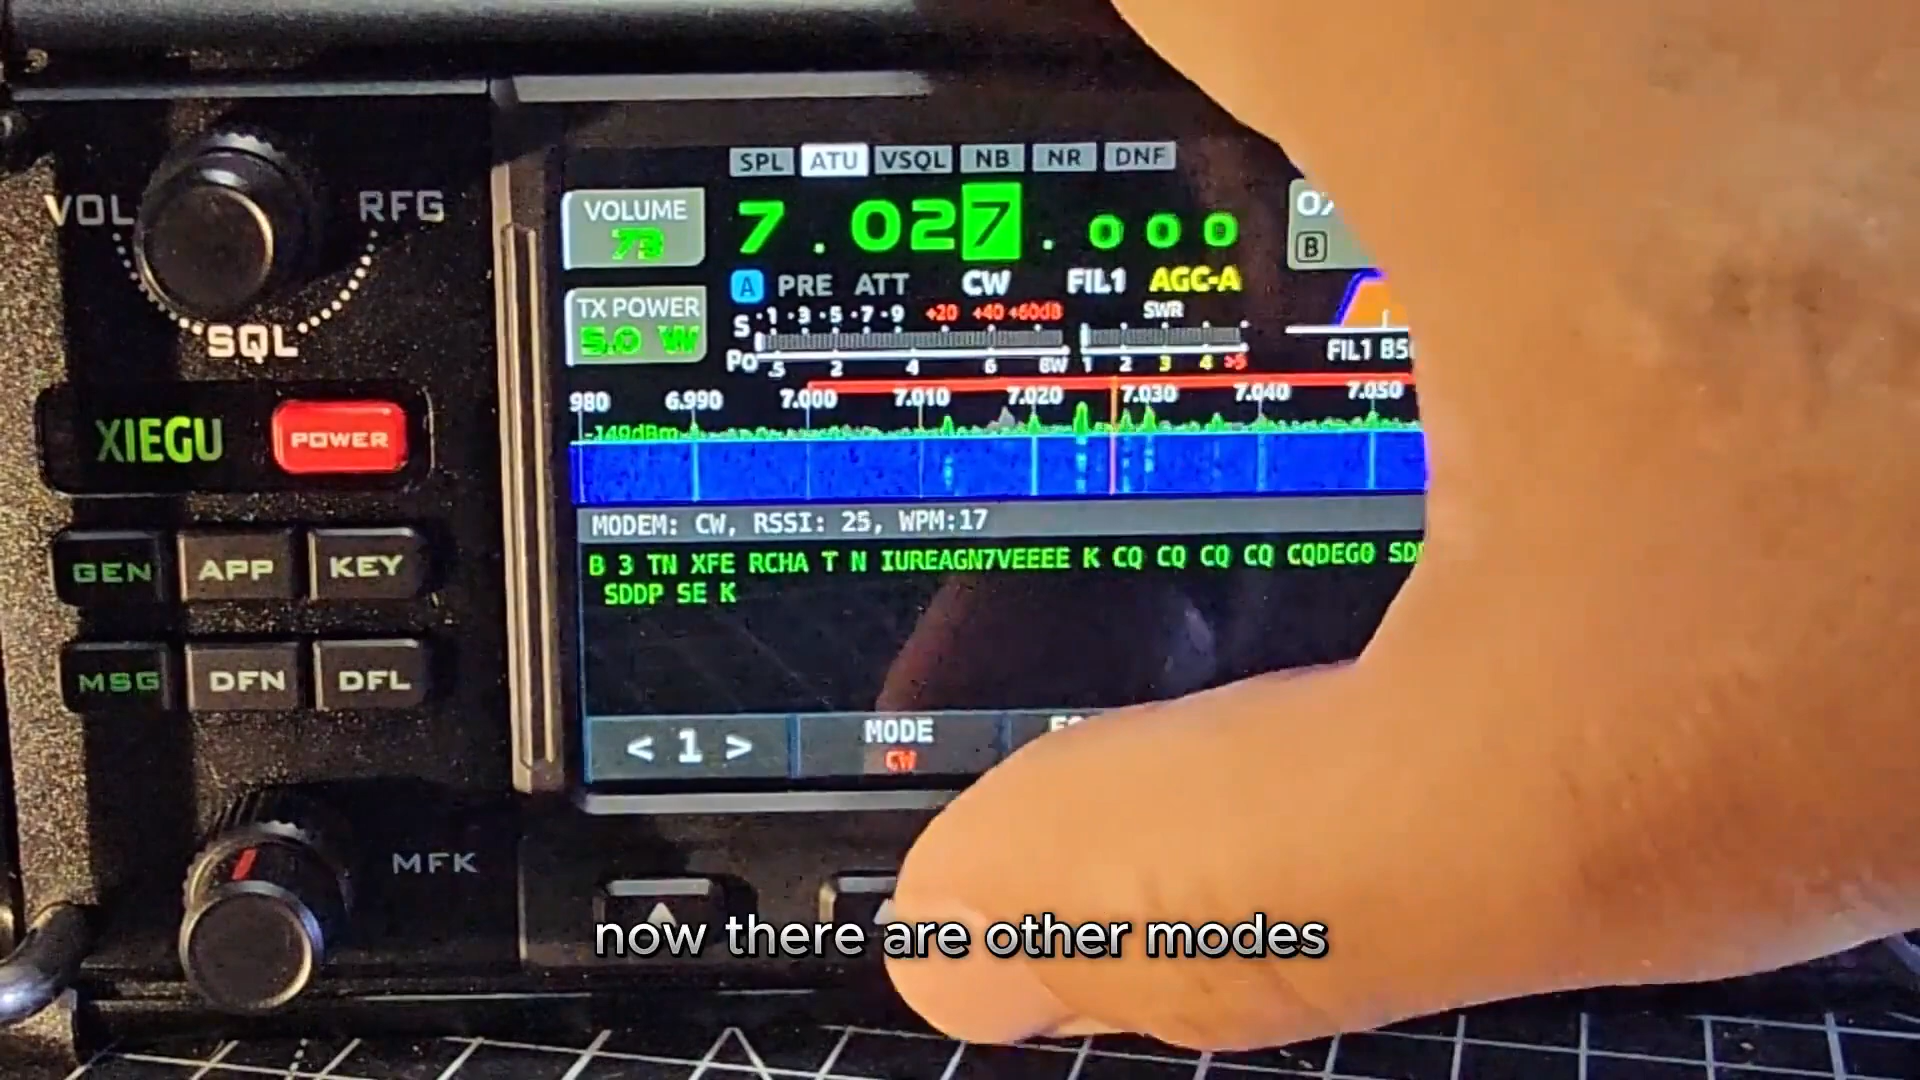 SPL ATU VSQL NB NR DNF
VOL RFG
SQL
VOLUME
73
7.027.000
B
A PRE ATT CW FIL1 AGC-A
TX POWER
5.0 W
S 1 3 5 7 9 +20 +40 +60dB
SWR
Po .5 2 4 6 8W 1 2 3 4 >5
FIL1
980 6.990 7.000 7.010 7.020 7.030 7.040 7.050
-149dBm
XIEGU POWER
MODEM: CW, RSSI: 25, WPM:17
B 3 TN XFE RCHA T N IUREAGN7VEEEE K CQ CQ CQ CQ CQDEG0
SDDP SE K
GEN APP KEY
MSG DFN DFL
< 1 > MODE
CW
MFK
now there are other modes